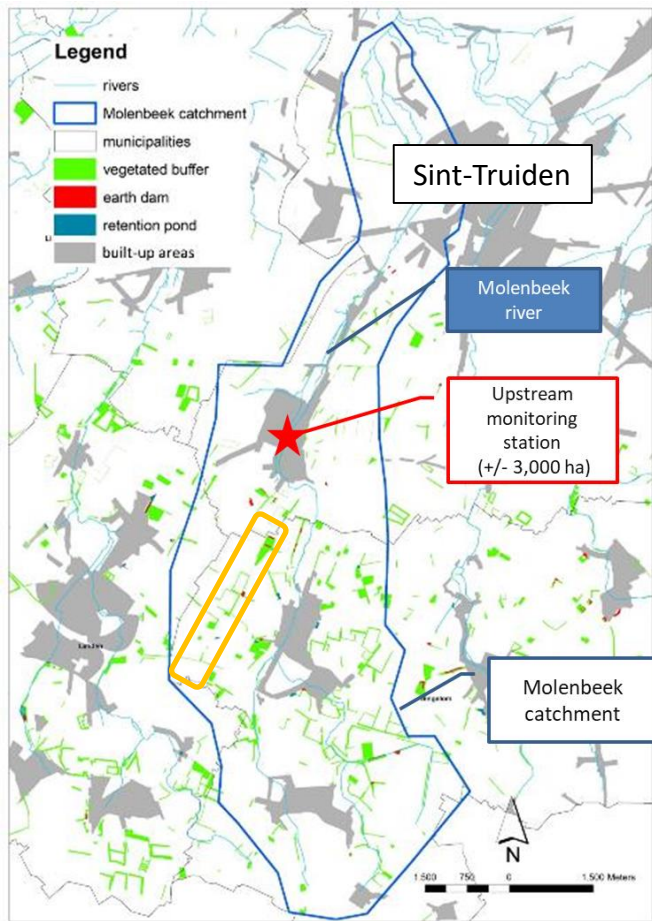 Legend
rivers
Molenbeek catchment
municipalities
vegetated buffer
earth dam
retention pond
built-up areas
Sint-Truiden
Molenbeek
river
Upstream
monitoring
station
(+/- 3,000 ha)
Landen
Molenbeek
catchment
N
1.500 750 0 1.500 Meters